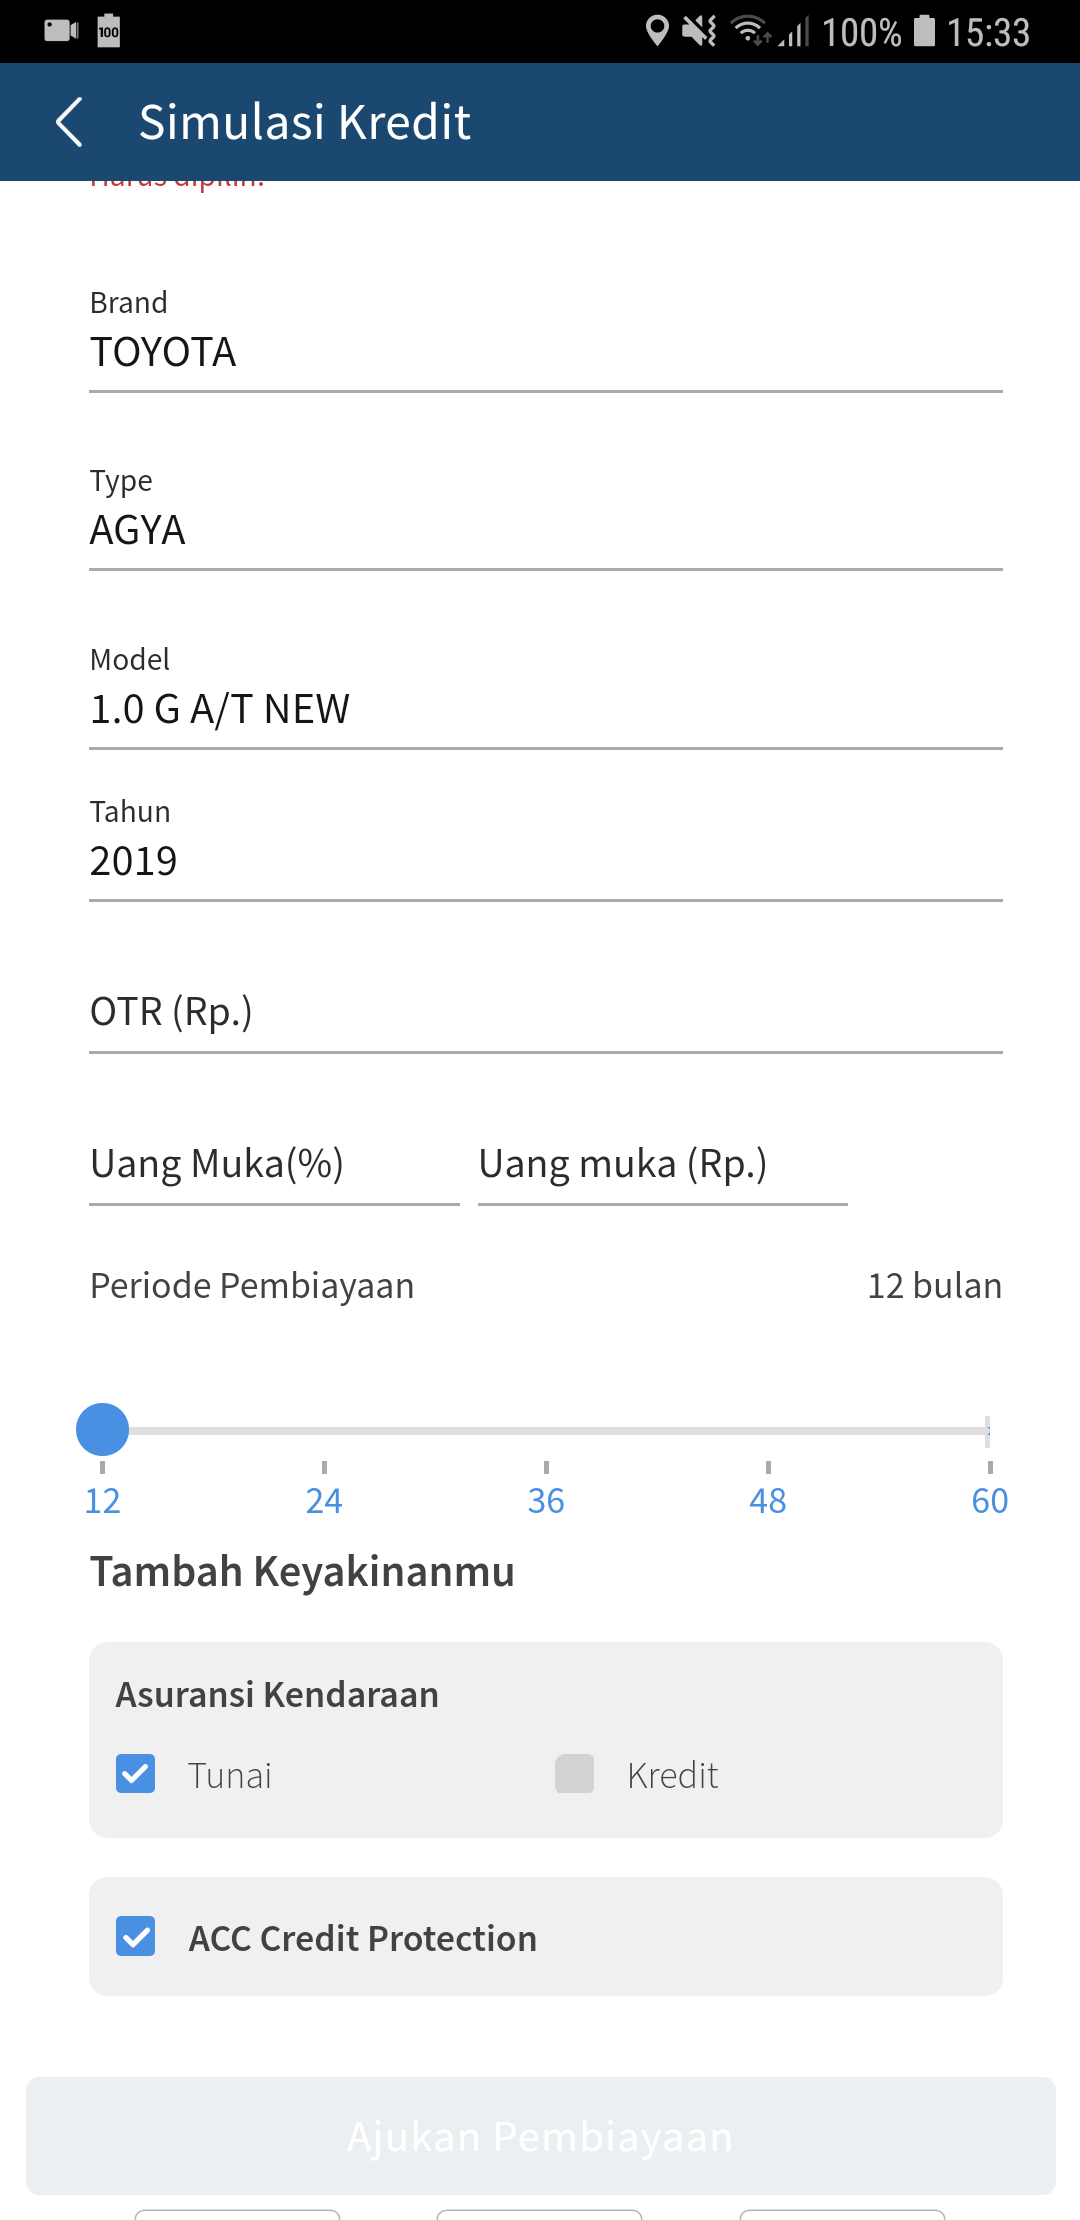 100
100% 15:33
Simulasi Kredit
Brand
TOYOTA
Type
AGYA
Model
1.0 G A/T NEW
Tahun
2019
OTR (Rp.)
Uang Muka(%) Uang muka (Rp.)
Periode Pembiayaan 12 bulan
12 24 36 48 60
Tambah Keyakinanmu
Asuransi Kendaraan
Tunai Kredit
ACC Credit Protection
Ajukan Pembiayaan